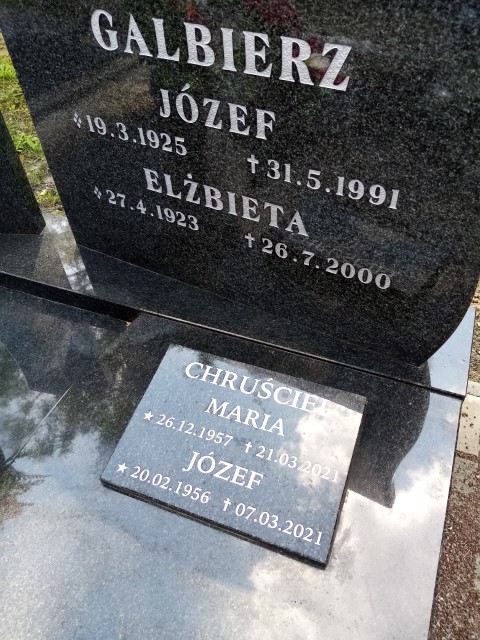 GALBIERZ
JÓZEF
* 19.3.1925 † 31.5.1991
ELŻBIETA
* 27.4.1923 † 26.7.2000
CHRUŚCIEL
MARIA
★ 26.12.1957 † 21.03.2021
JÓZEF
★ 20.02.1956 † 07.03.2021